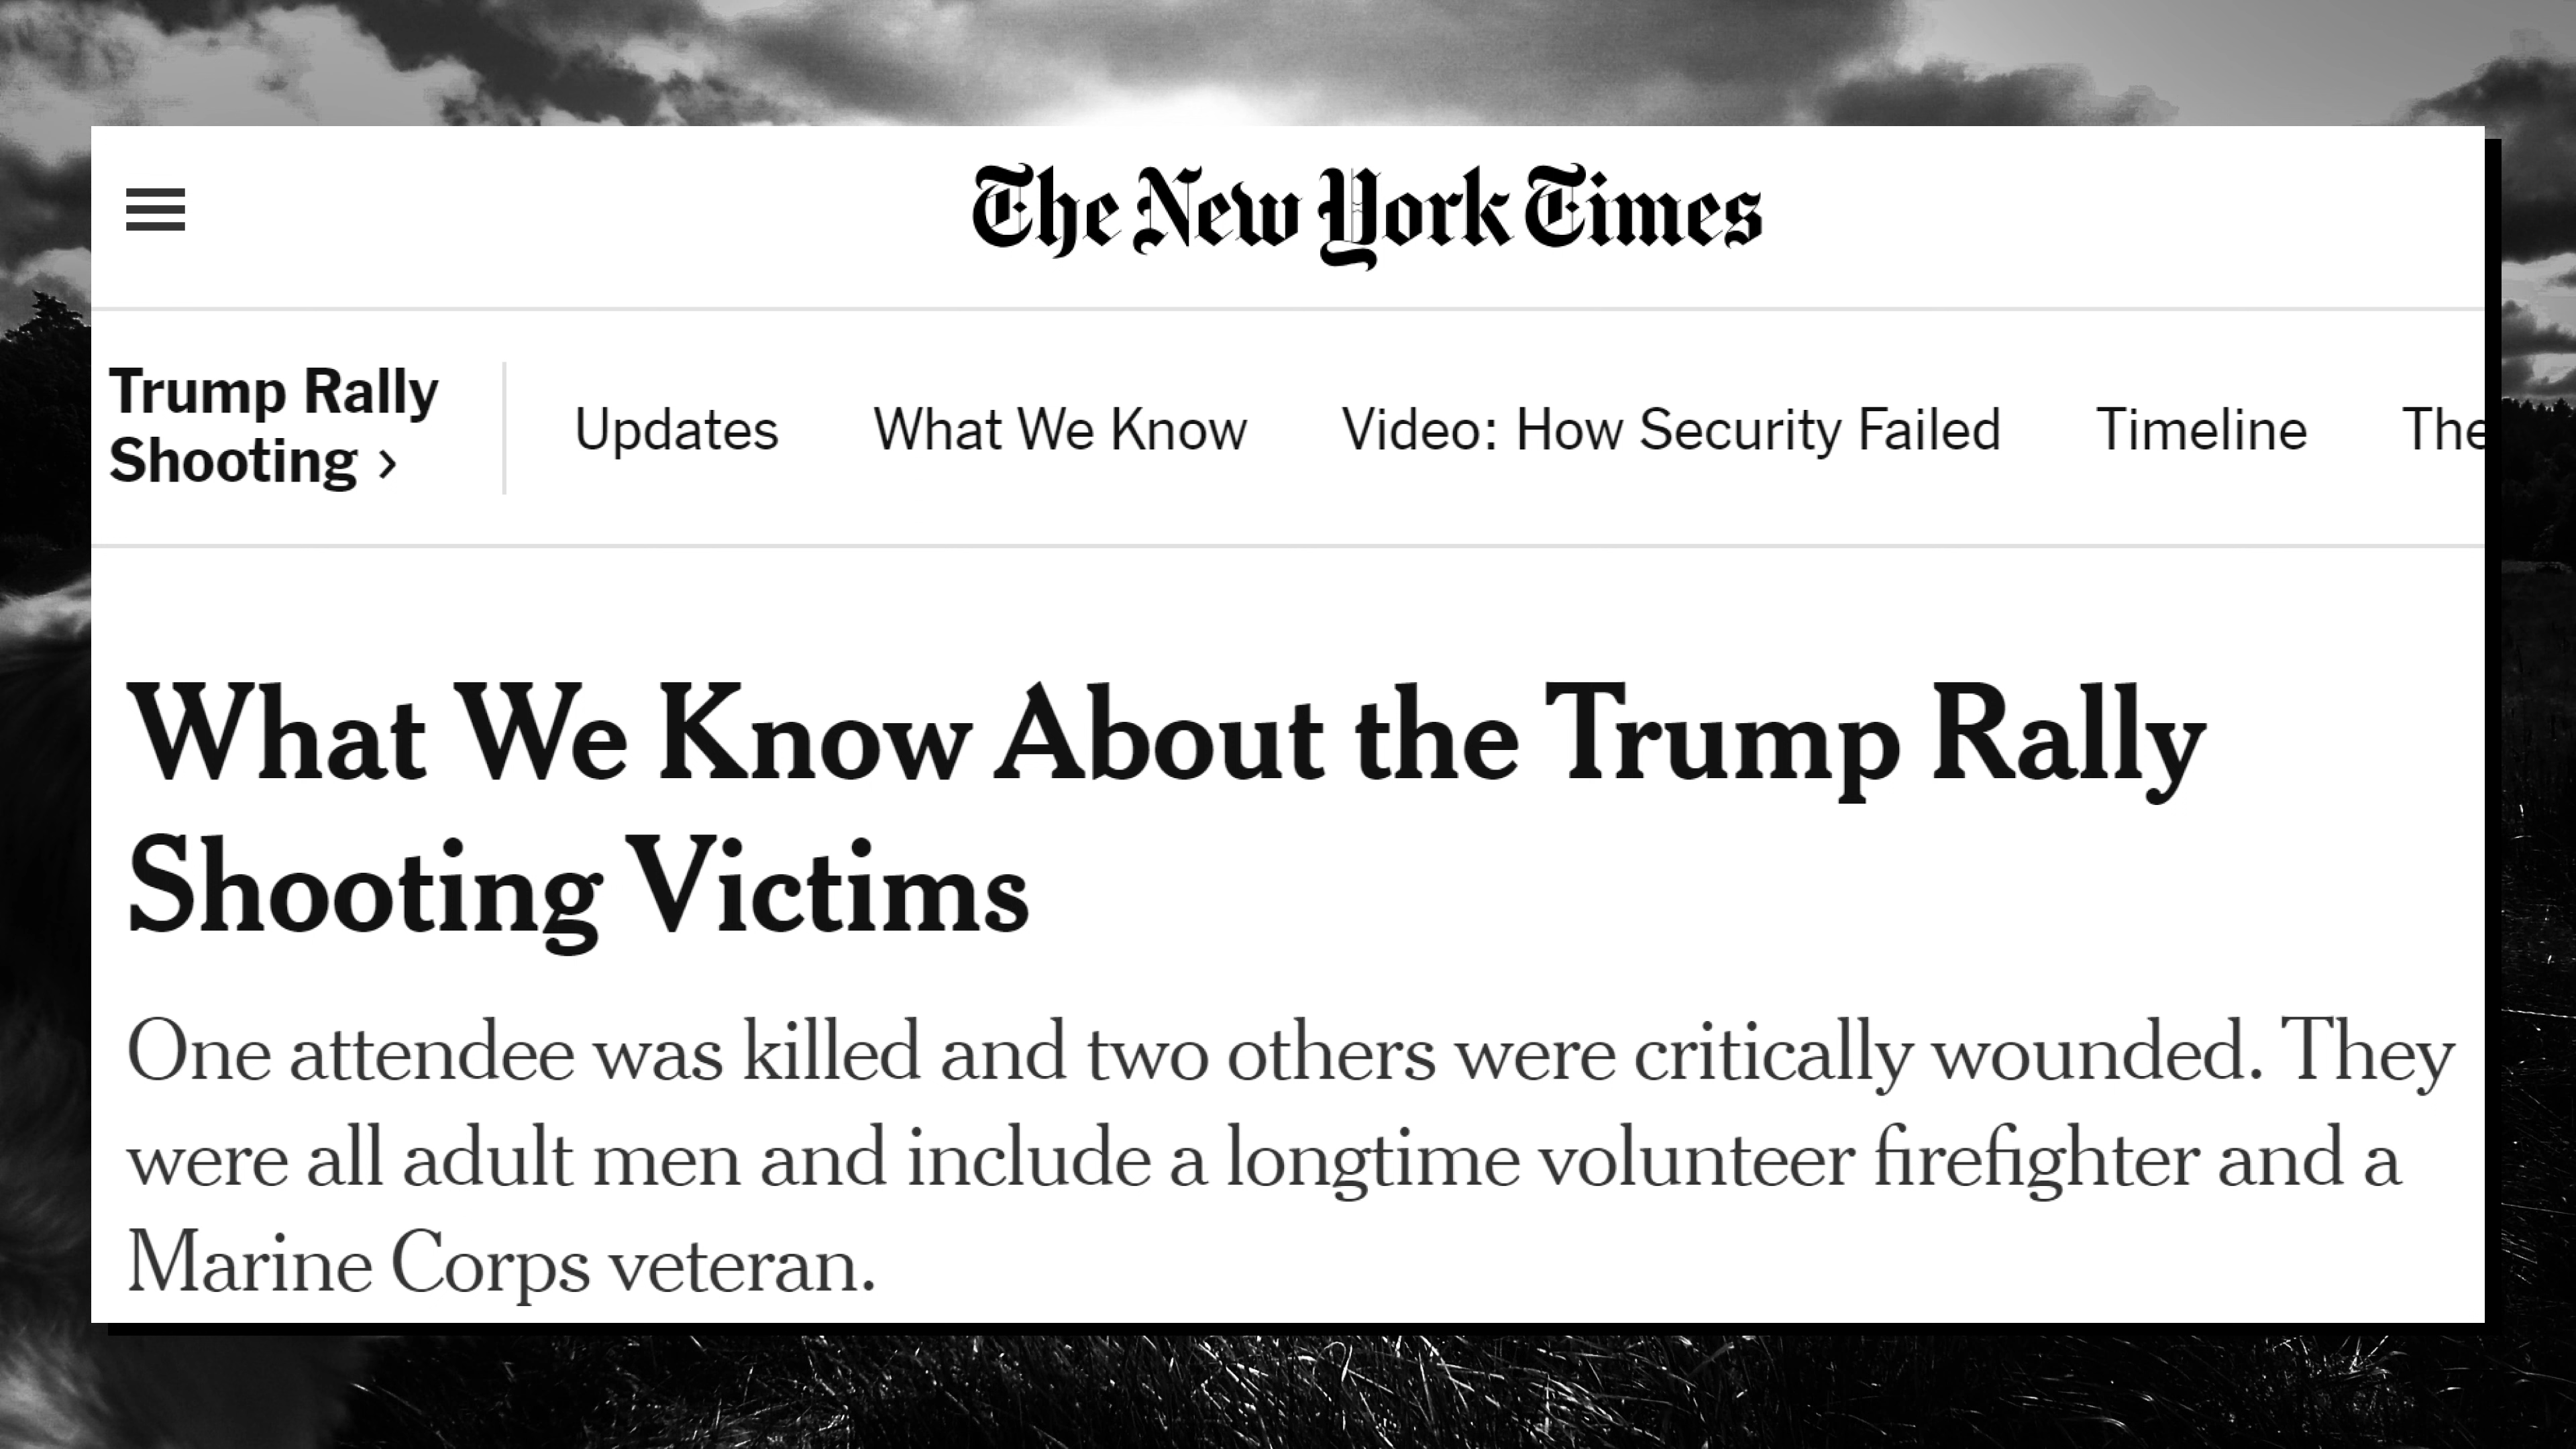 The New York Times
Trump Rally
Shooting >
Updates What We Know Video: How Security Failed Timeline The
What We Know About the Trump Rally
Shooting Victims
One attendee was killed and two others were critically wounded. They
were all adult men and include a longtime volunteer firefighter and a
Marine Corps veteran.